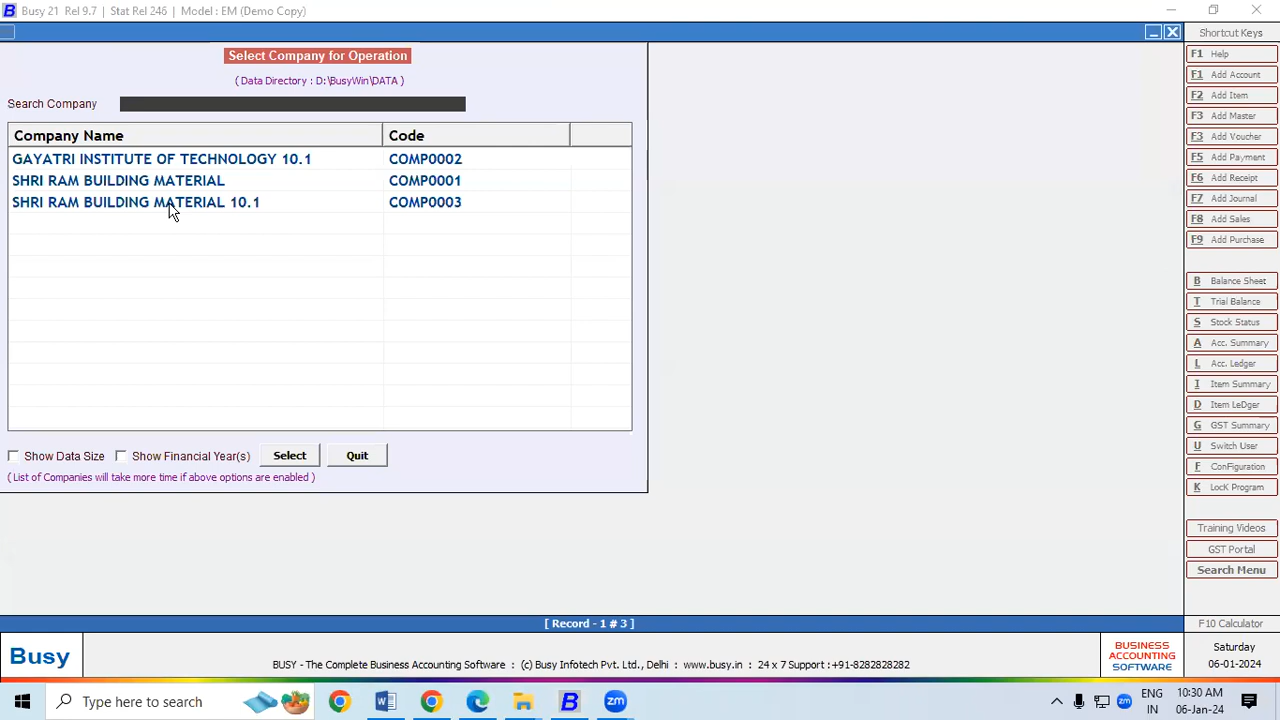 Busy 21 Rel 9.7 | Stat Rel 246 | Model : EM (Demo Copy)
Select Company for Operation
( Data Directory : D:\BusyWin\DATA )
Search Company
Company Name Code
GAYATRI INSTITUTE OF TECHNOLOGY 10.1 COMP0002
SHRI RAM BUILDING MATERIAL COMP0001
SHRI RAM BUILDING MATERIAL 10.1 COMP0003
Show Data Size Show Financial Year(s) Select Quit
( List of Companies will take more time if above options are enabled )
[ Record - 1 # 3 ]
Shortcut Keys
F1 Help
F1 Add Account
F2 Add Item
F3 Add Master
F3 Add Voucher
F5 Add Payment
F6 Add Receipt
F7 Add Journal
F8 Add Sales
F9 Add Purchase
B Balance Sheet
T Trial Balance
S Stock Status
A Acc. Summary
L Acc. Ledger
I Item Summary
D Item LeDger
G GST Summary
U Switch User
F ConFiguration
K LocK Program
Training Videos
GST Portal
Search Menu
F10 Calculator
Busy
BUSY - The Complete Business Accounting Software : (c) Busy Infotech Pvt. Ltd., Delhi : www.busy.in : 24 x 7 Support : +91-8282828282
BUSINESS
ACCOUNTING
SOFTWARE
Saturday
06-01-2024
Type here to search
zm
zm
ENG
IN
10:30 AM
06-Jan-24